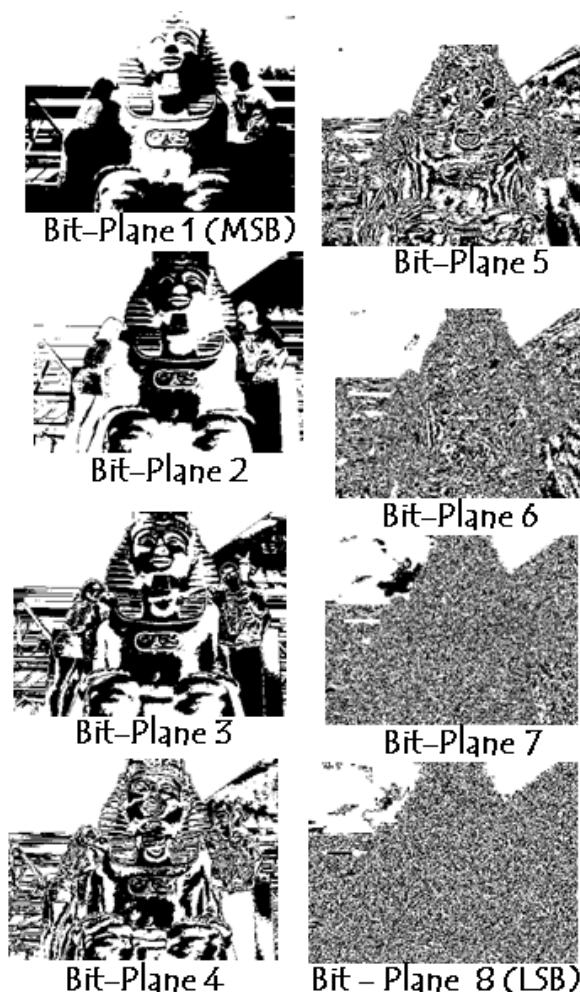 Bit-Plane 1 (MSB)
Bit-Plane 2
Bit-Plane 3
Bit-Plane 4
Bit-Plane 5
Bit-Plane 6
Bit-Plane 7
Bit - Plane 8 (LSB)